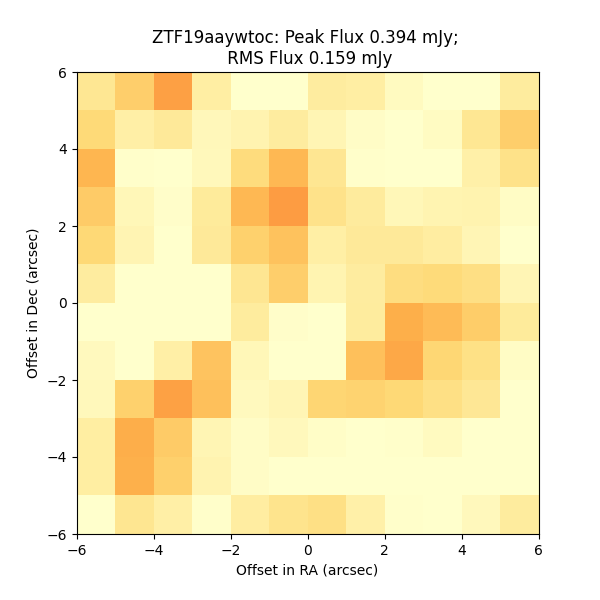 ZTF19aaywtoc: Peak Flux 0.394 mJy;
RMS Flux 0.159 mJy
6
4
2
0
−2
−4
−6
Offset in Dec (arcsec)
−6 −4 −2 0 2 4 6
Offset in RA (arcsec)